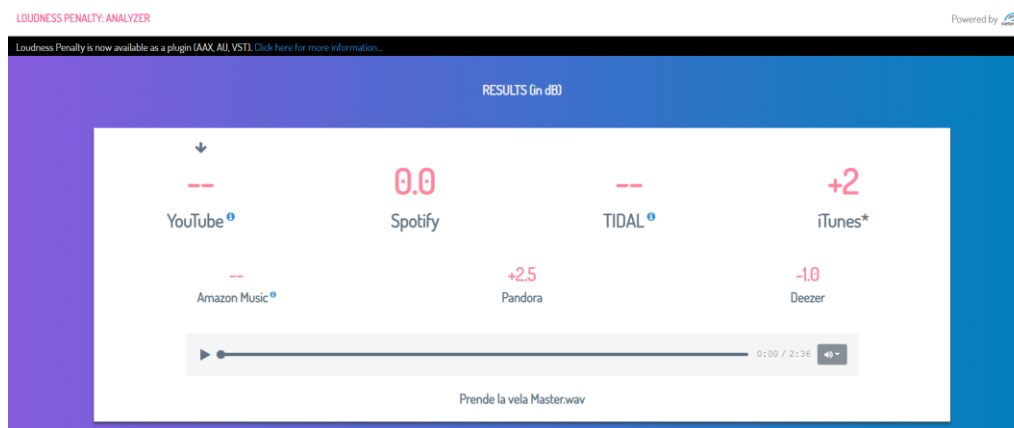 LOUDNESS PENALTY: ANALYZER
Powered by
Loudness Penalty is now available as a plugin (AAX, AU, VST). Click here for more information...
RESULTS (in dB)
-- 0.0 -- +2
YouTube Spotify TIDAL iTunes*
-- +2.5 -1.0
Amazon Music Pandora Deezer
0:00 / 2:36
Prende la vela Master.wav